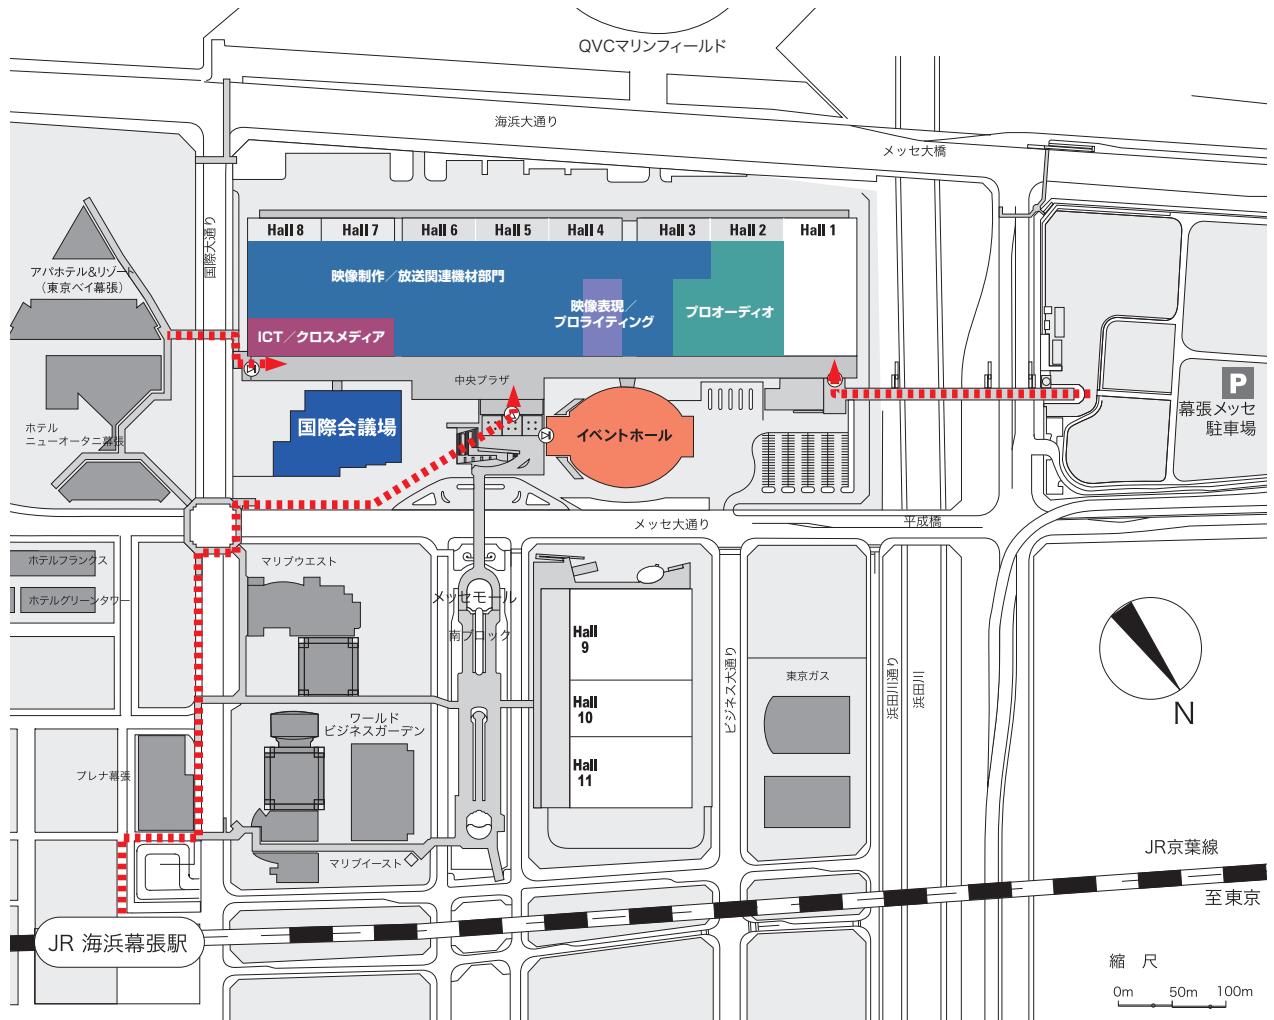 QVCマリンフィールド
海浜大通り
メッセ大橋
国際大通り
Hall 8
Hall 7
Hall 6
Hall 5
Hall 4
Hall 3
Hall 2
Hall 1
アパホテル&リゾート
(東京ベイ幕張)
映像制作／放送関連機材部門
映像表現／
プロライティング
プロオーディオ
ICT／クロスメディア
中央プラザ
P
幕張メッセ
駐車場
ホテル
ニューオータニ幕張
国際会議場
イベントホール
メッセ大通り
平成橋
ホテルフランクス
ホテルグリーンタワー
マリブウエスト
メッセモール
南ブロック
Hall
9
Hall
10
Hall
11
ビジネス大通り
東京ガス
浜田川通り
浜田川
N
ワールド
ビジネスガーデン
プレナ幕張
マリブイースト
JR京葉線
至東京
JR 海浜幕張駅
縮 尺
0m
50m
100m